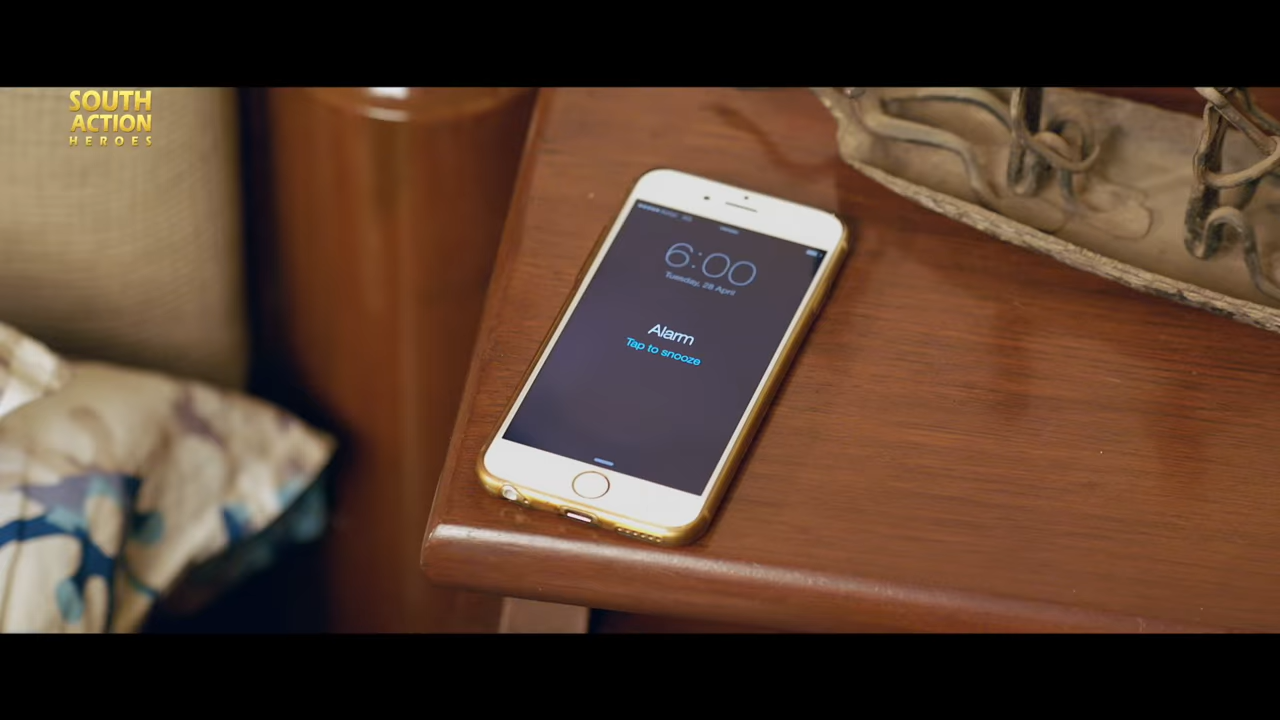 SOUTH
ACTION
HEROES
6:00
Tuesday, 28 April
Alarm
Tap to snooze